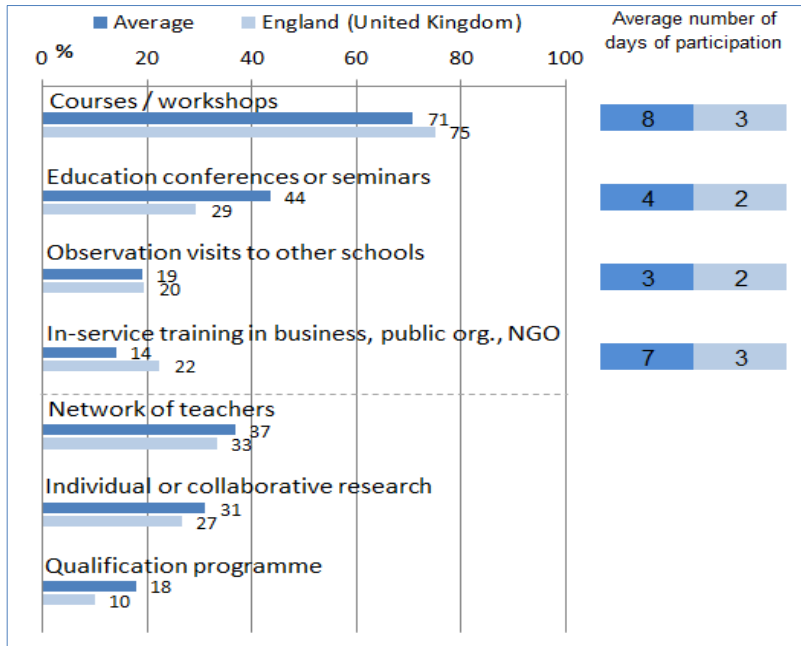 Average England (United Kingdom)
Average number of
days of participation
%
0 20 40 60 80 100
Courses / workshops
71
75
8 3
Education conferences or seminars
44
29
4 2
Observation visits to other schools
19
20
3 2
In-service training in business, public org., NGO
14
22
7 3
Network of teachers
37
33
Individual or collaborative research
31
27
Qualification programme
18
10